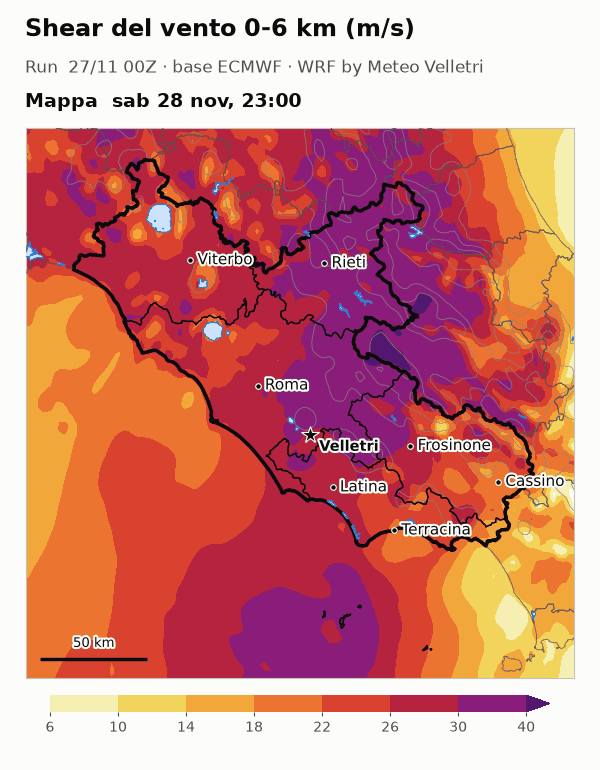 Shear del vento 0-6 km (m/s)
Run  27/11 00Z · base ECMWF · WRF by Meteo Velletri
Mappa  sab 28 nov, 23:00
Viterbo
Rieti
Roma
Velletri
Frosinone
Latina
Cassino
Terracina
50 km
6 10 14 18 22 26 30 40